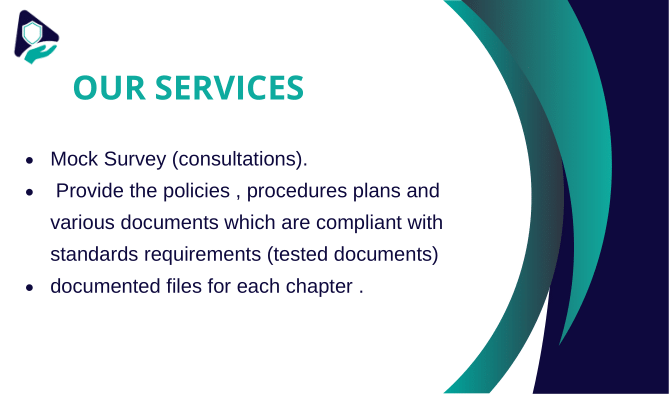 OUR SERVICES
• Mock Survey (consultations).
• Provide the policies , procedures plans and
various documents which are compliant with
standards requirements (tested documents)
• documented files for each chapter .